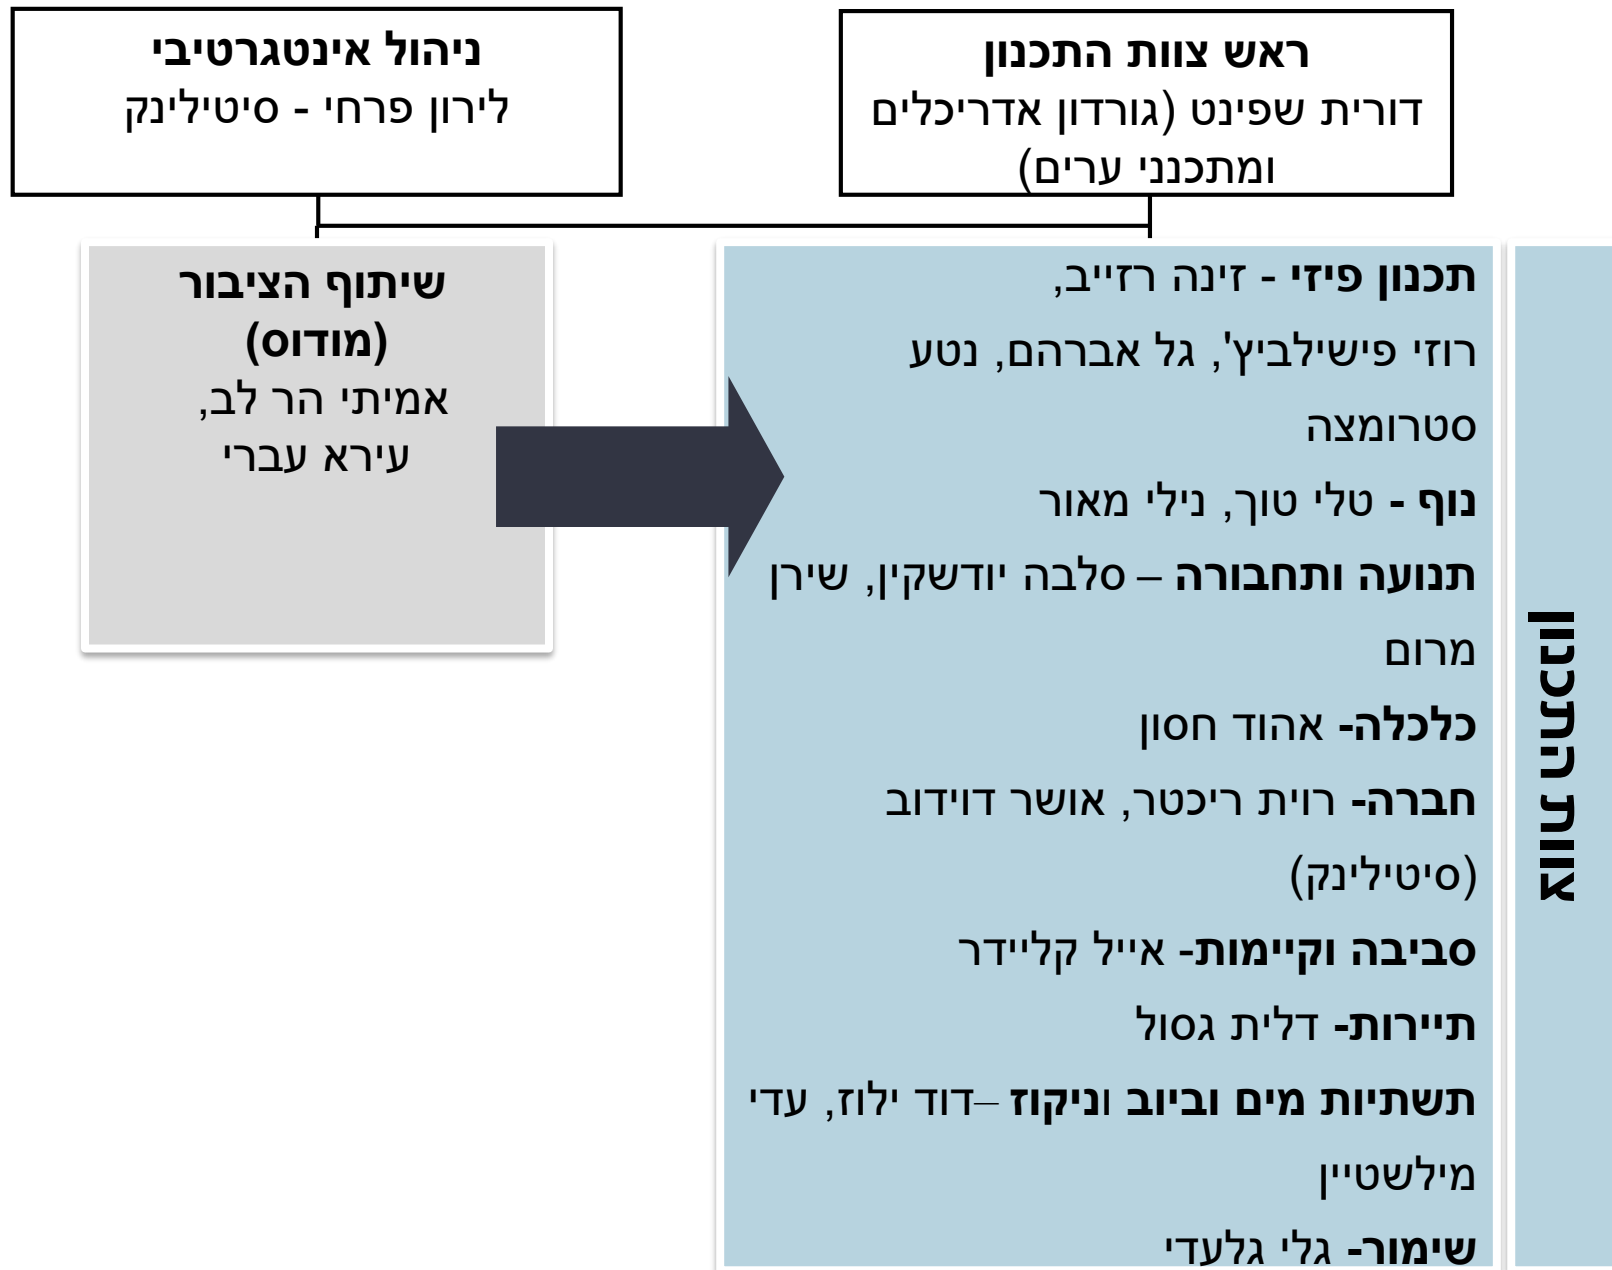 ראש צוות התכנון
דורית שפינט (גורדון אדריכלים
ומתכנני ערים)
ניהול אינטגרטיבי
לירון פרחי - סיטילינק
צוות התכנון
תכנון פיזי - זינה רזייב,
רוזי פישילביץ', גל אברהם, נטע
סטרומצה
נוף - טלי טוך, נילי מאור
תנועה ותחבורה – סלבה יודשקין, שירן
מרום
כלכלה- אהוד חסון
חברה- רוית ריכטר, אושר דוידוב
(סיטילינק)
סביבה וקיימות- אייל קליידר
תיירות- דלית גסול
תשתיות מים וביוב וניקוז –דוד ילוז, עדי
מילשטיין
שימור- גלי גלעדי
שיתוף הציבור
(מודוס)
אמיתי הר לב,
עירא עברי